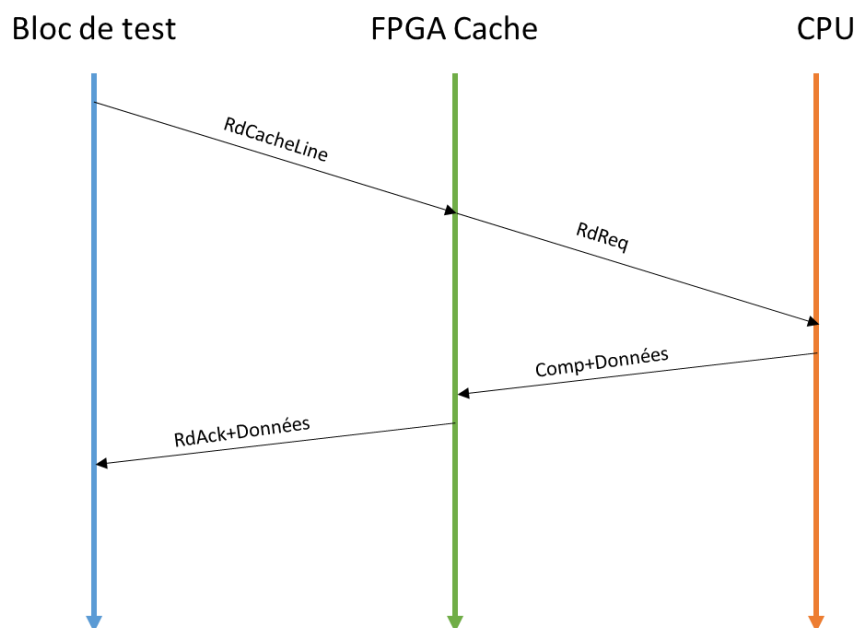 Bloc de test
FPGA Cache
CPU
RdCacheLine
RdReq
Comp+Données
RdAck+Données